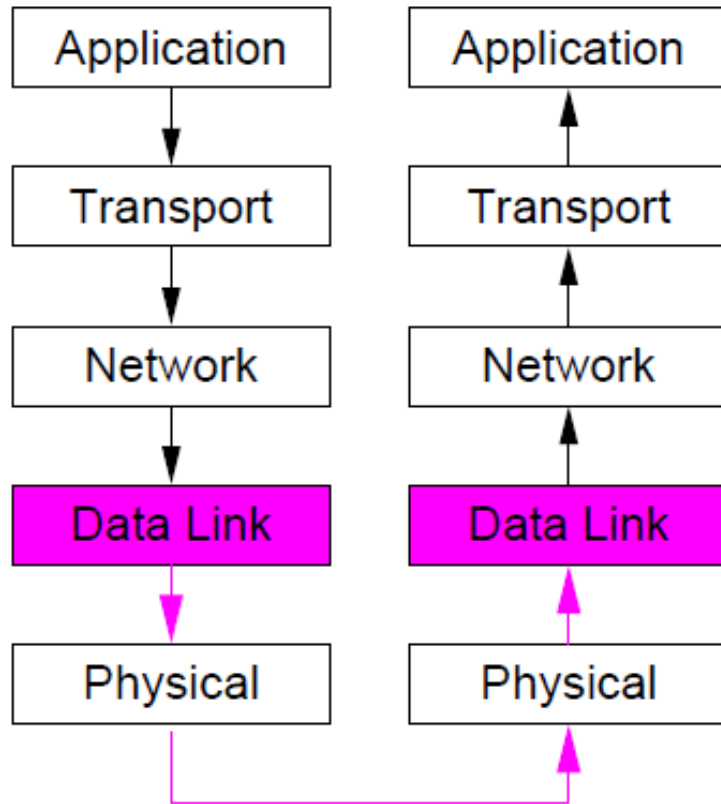 Application
Application
Transport
Transport
Network
Network
Data Link
Data Link
Physical
Physical